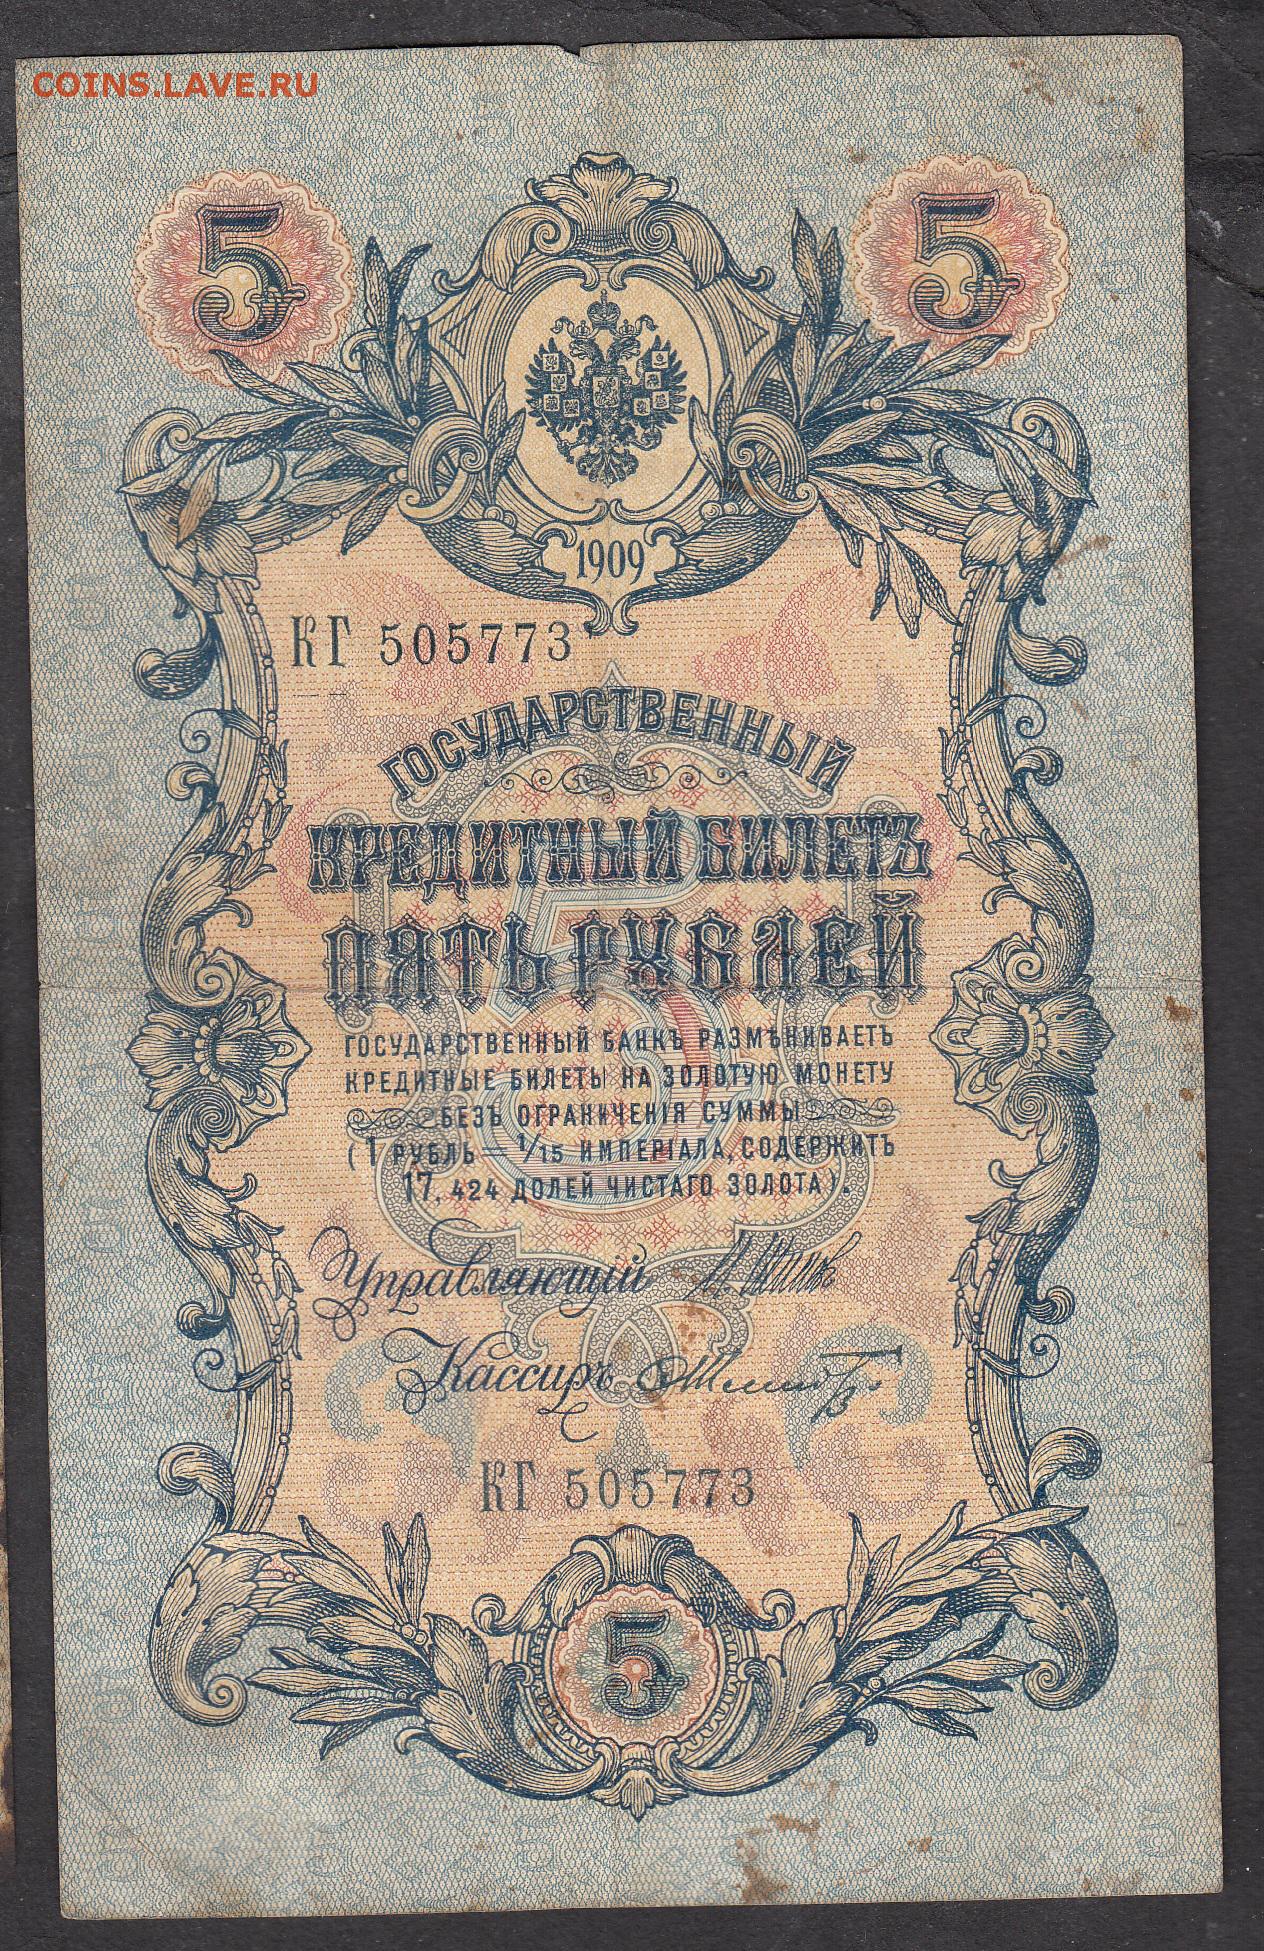 COINS.LAVE.RU
5 5
1909
КГ 505773
ГОСУДАРСТВЕННЫЙ
КРЕДИТНЫЙ БИЛЕТЪ
ПЯТЬ РУБЛЕЙ
ГОСУДАРСТВЕННЫЙ БАНКЪ РАЗМѢНИВАЕТЪ
КРЕДИТНЫЕ БИЛЕТЫ НА ЗОЛОТУЮ МОНЕТУ
БЕЗЪ ОГРАНИЧЕНІЯ СУММЫ
(1 РУБЛЬ = 1/15 ИМПЕРІАЛА, СОДЕРЖИТЪ
17,424 ДОЛЕЙ ЧИСТАГО ЗОЛОТА).
Управляющій
Кассиръ
КГ 505773
5